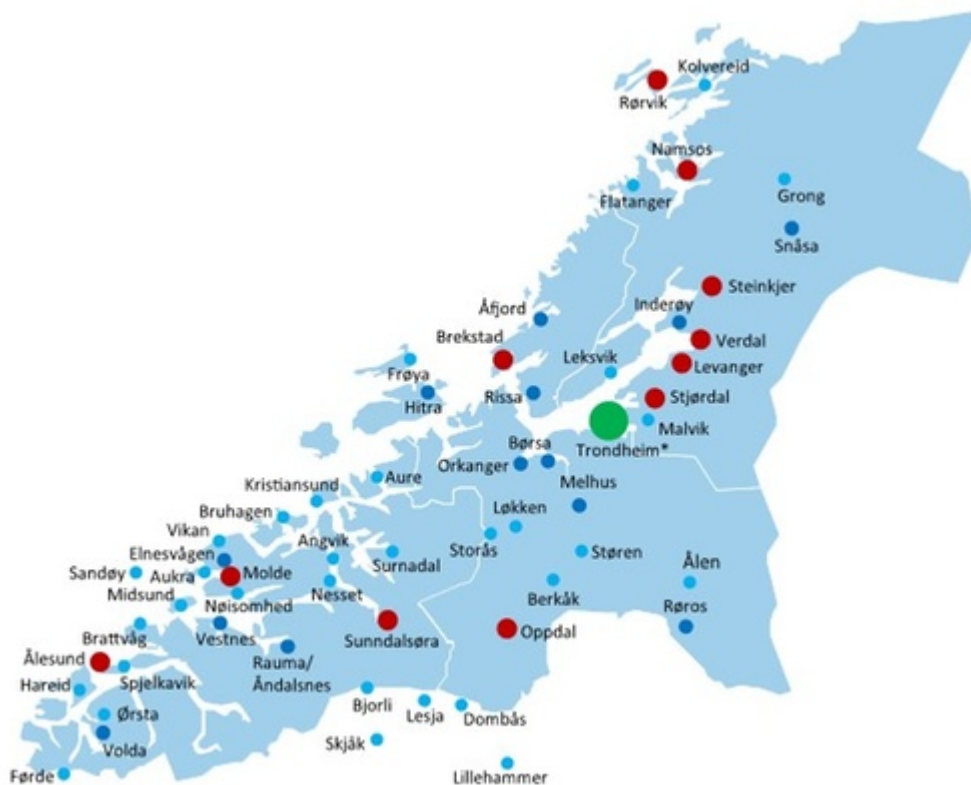 Kolvereid
Rørvik
Namsos
Flatanger
Grong
Snåsa
Steinkjer
Inderøy
Åfjord
Verdal
Brekstad
Leksvik
Levanger
Frøya
Hitra
Rissa
Stjørdal
Malvik
Trondheim*
Børsa
Orkanger
Melhus
Aure
Kristiansund
Bruhagen
Løkken
Vikan
Angvik
Storås
Støren
Elnesvågen
Surnadal
Ålen
Sandøy
Aukra
Molde
Midsund
Nøisomhed
Nesset
Berkåk
Røros
Brattvåg
Vestnes
Sunndalsøra
Oppdal
Ålesund
Rauma/
Åndalsnes
Hareid
Spjelkavik
Bjorli
Lesja
Dombås
Ørsta
Skjåk
Volda
Førde
Lillehammer